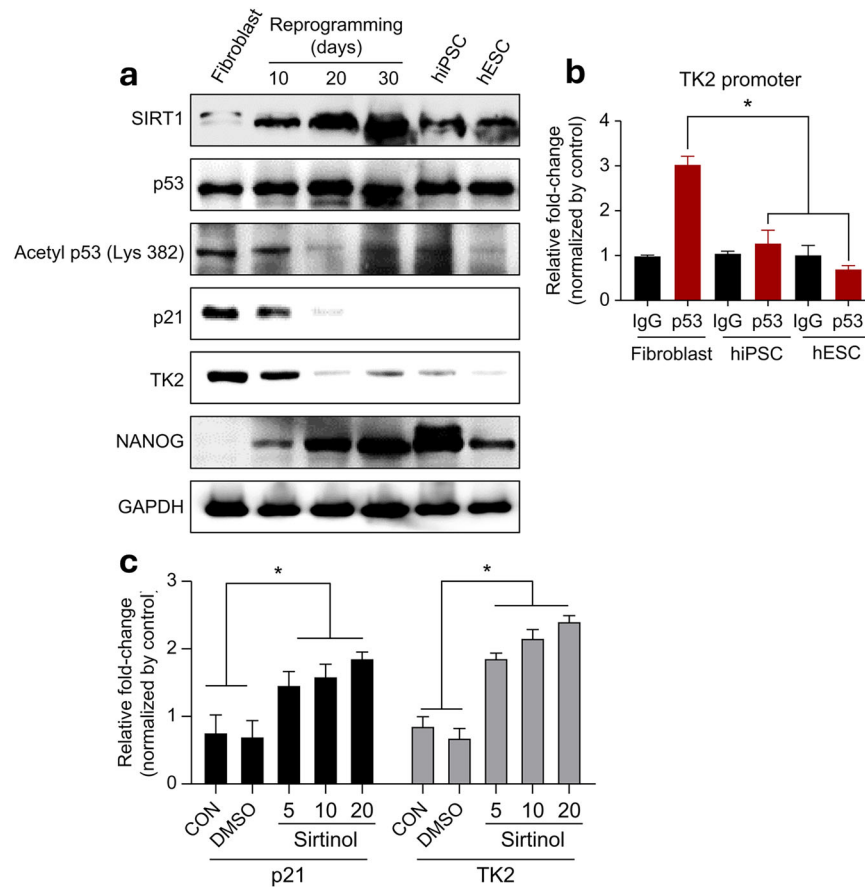 a
Fibroblast
Reprogramming
(days)
10 20 30
hiPSC
hESC
SIRT1
p53
Acetyl p53 (Lys 382)
p21
TK2
NANOG
GAPDH
b
TK2 promoter
*
Relative fold-change
(normalized by control)
4
3
2
1
0
IgG p53 IgG p53 IgG p53
Fibroblast hiPSC hESC
c
Relative fold-change
(normalized by control)
3
2
1
0
* *
CON DMSO 5 10 20 CON DMSO 5 10 20
Sirtinol Sirtinol
p21 TK2